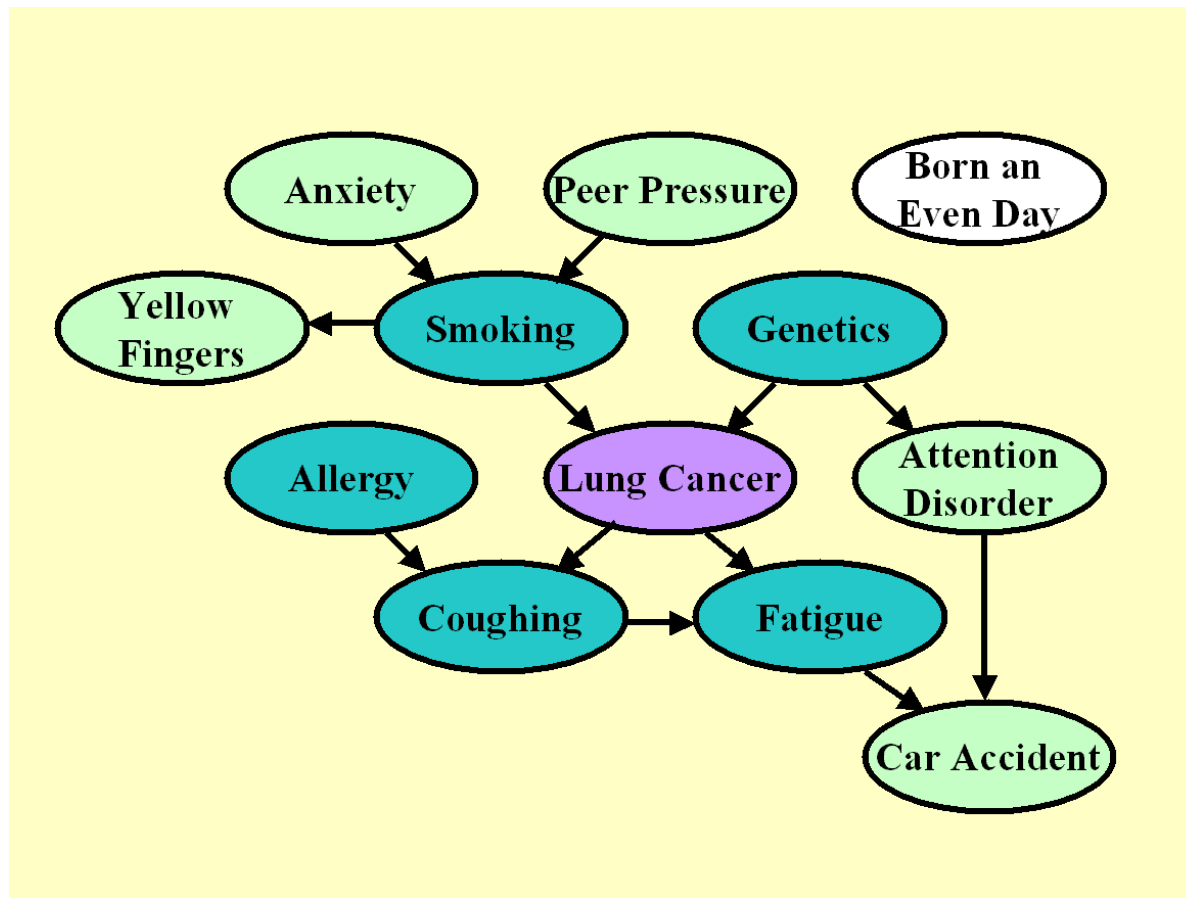 Anxiety
Peer Pressure
Born an
Even Day
Yellow
Fingers
Smoking
Genetics
Allergy
Lung Cancer
Attention
Disorder
Coughing
Fatigue
Car Accident